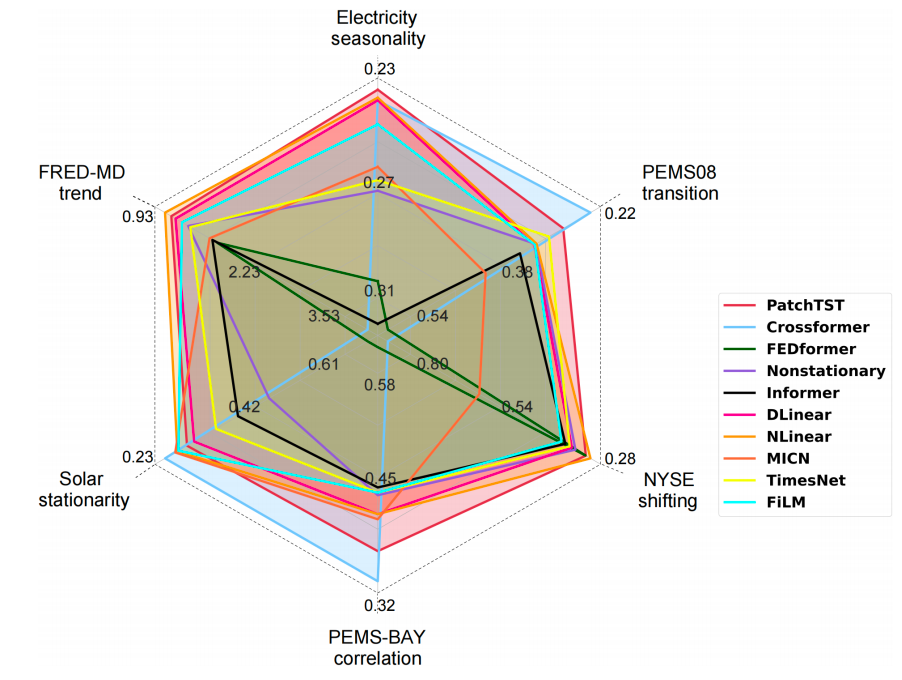 Electricity
seasonality
0.23
FRED-MD
trend
PEMS08
transition
0.27
0.93
0.22
2.23
0.38
0.31
3.53
0.54
0.61
0.80
0.58
0.42
0.54
0.23
0.45
0.28
Solar
stationarity
NYSE
shifting
0.32
PEMS-BAY
correlation
PatchTST
Crossformer
FEDformer
Nonstationary
Informer
DLinear
NLinear
MICN
TimesNet
FiLM